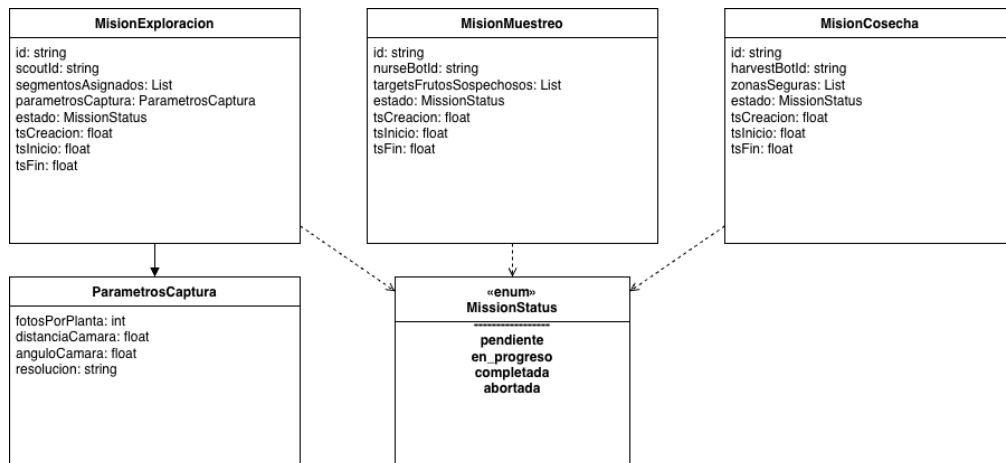 MisionExploracion
id: string
scoutId: string
segmentosAsignados: List
parametrosCaptura: ParametrosCaptura
estado: MissionStatus
tsCreacion: float
tsInicio: float
tsFin: float
MisionMuestreo
id: string
nurseBotId: string
targetsFrutosSospechosos: List
estado: MissionStatus
tsCreacion: float
tsInicio: float
tsFin: float
MisionCosecha
id: string
harvestBotId: string
zonasSeguras: List
estado: MissionStatus
tsCreacion: float
tsInicio: float
tsFin: float
ParametrosCaptura
fotosPorPlanta: int
distanciaCamara: float
anguloCamara: float
resolucion: string
«enum»
MissionStatus
-----------------
pendiente
en_progreso
completada
abortada